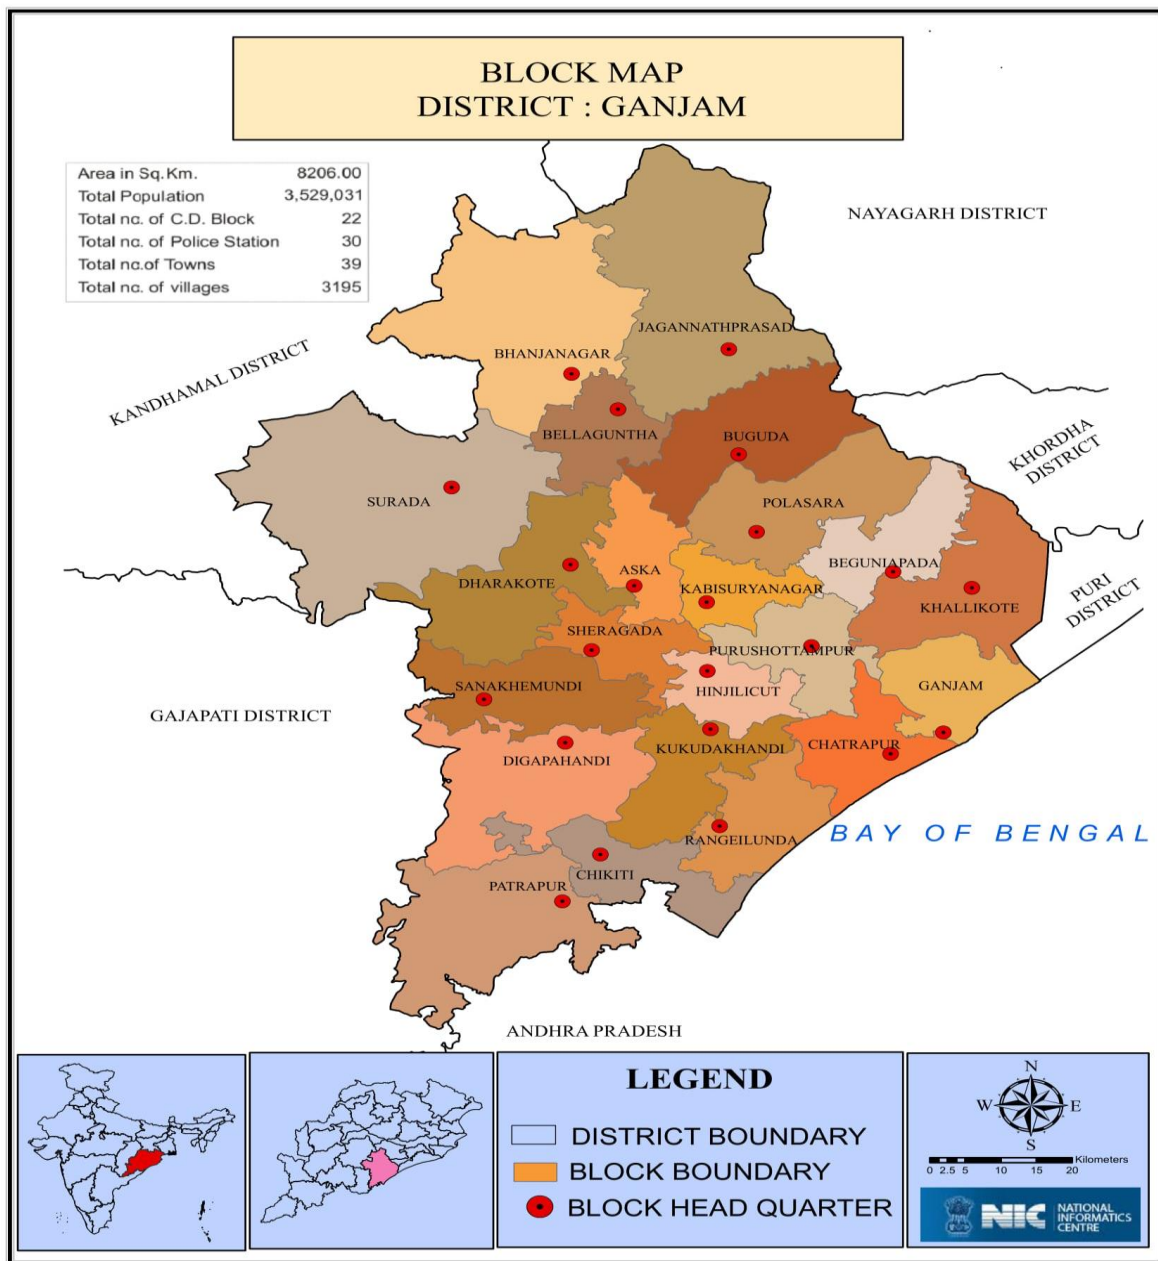 BLOCK MAP
DISTRICT : GANJAM
Area in Sq.Km. 8206.00
Total Population 3,529,031
Total no. of C.D. Block 22
Total no. of Police Station 30
Total no.of Towns 39
Total no. of villages 3195
NAYAGARH DISTRICT
KANDHAMAL DISTRICT
JAGANNATHPRASAD
BHANJANAGAR
BELLAGUNTHA
BUGUDA
KHORDHA
DISTRICT
SURADA
POLASARA
DHARAKOTE
ASKA
KABISURYANAGAR
BEGUNIAPADA
KHALLIKOTE
PURI
DISTRICT
SHERAGADA
PURUSHOTTAMPUR
SANAKHEMUNDI
HINJILICUT
GANJAM
GAJAPATI DISTRICT
DIGAPAHANDI
KUKUDAKHANDI
CHATRAPUR
RANGEILUNDA
BAY OF BENGAL
CHIKITI
PATRAPUR
ANDHRA PRADESH
LEGEND
DISTRICT BOUNDARY
BLOCK BOUNDARY
BLOCK HEAD QUARTER
N
W E
S
Kilometers
0 2.5 5 10 15 20
NIC
NATIONAL
INFORMATICS
CENTRE